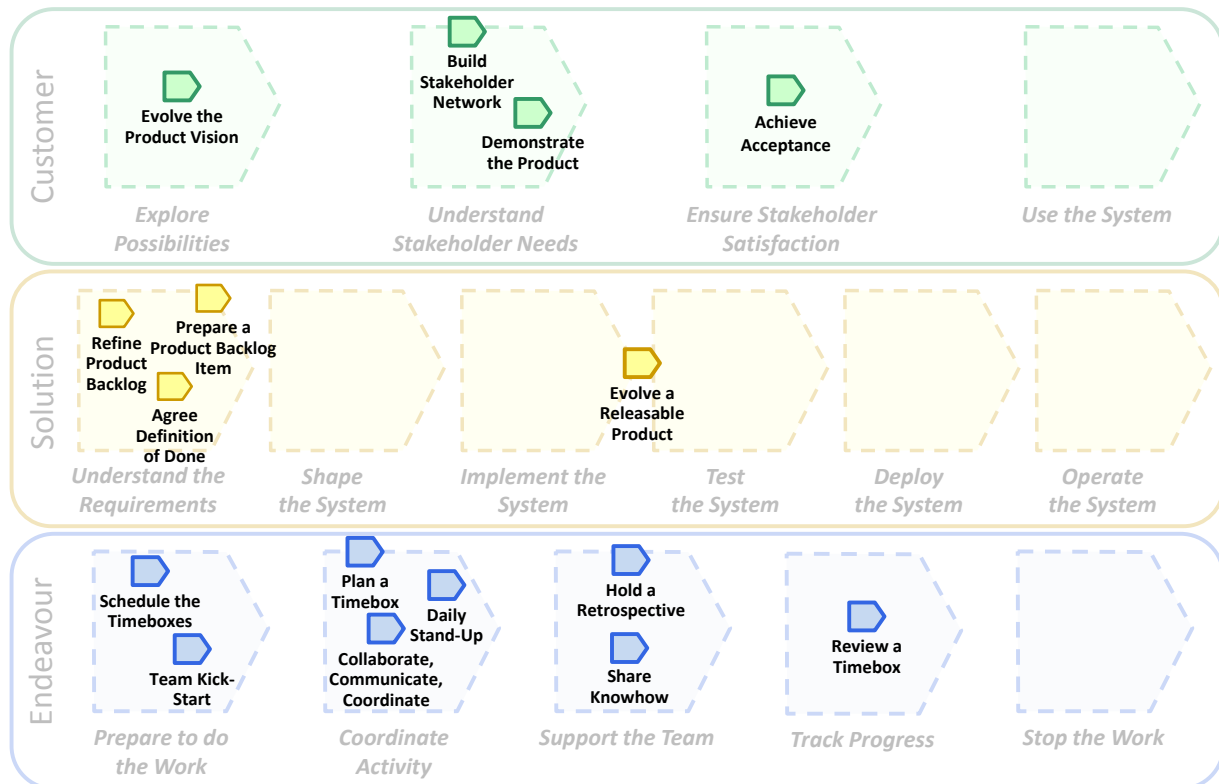 Customer
Evolve the
Product Vision
Explore
Possibilities
Build
Stakeholder
Network
Demonstrate
the Product
Understand
Stakeholder Needs
Achieve
Acceptance
Ensure Stakeholder
Satisfaction
Use the System
Solution
Refine
Product
Backlog
Prepare a
Product Backlog
Item
Agree
Definition
of Done
Understand the
Requirements
Shape
the System
Implement the
System
Evolve a
Releasable
Product
Test
the System
Deploy
the System
Operate
the System
Endeavour
Schedule the
Timeboxes
Team Kick-
Start
Prepare to do
the Work
Plan a
Timebox
Daily
Stand-Up
Collaborate,
Communicate,
Coordinate
Coordinate
Activity
Hold a
Retrospective
Share
Knowhow
Support the Team
Review a
Timebox
Track Progress
Stop the Work